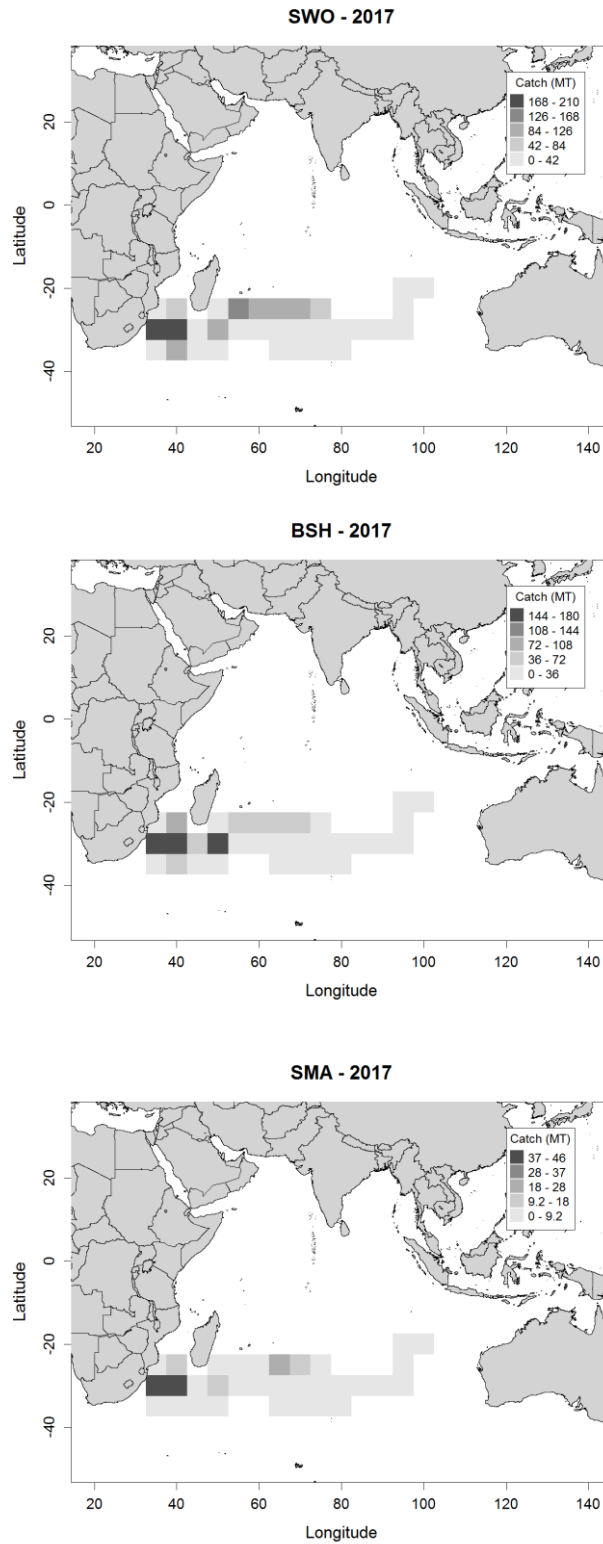 SWO - 2017
Catch (MT)
168 - 210
126 - 168
84 - 126
42 - 84
0 - 42
20
0
-20
-40
Latitude
20
40
60
80
100
120
140
Longitude
BSH - 2017
Catch (MT)
144 - 180
108 - 144
72 - 108
36 - 72
0 - 36
20
0
-20
-40
Latitude
20
40
60
80
100
120
140
Longitude
SMA - 2017
Catch (MT)
37 - 46
28 - 37
18 - 28
9.2 - 18
0 - 9.2
20
0
-20
-40
Latitude
20
40
60
80
100
120
140
Longitude